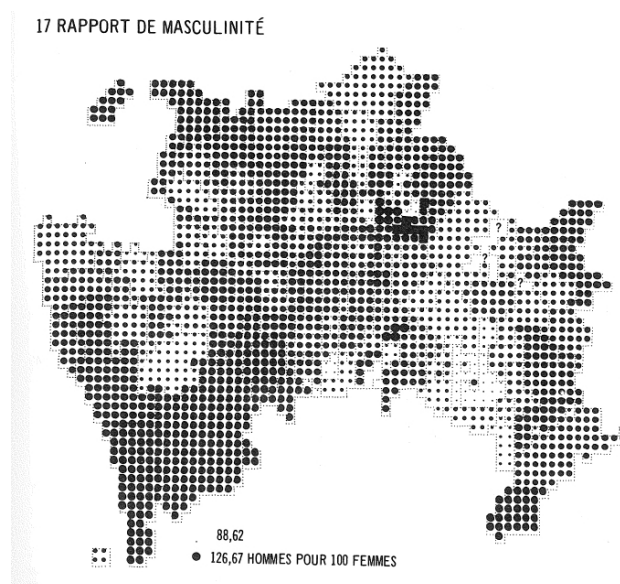 17 RAPPORT DE MASCULINITÉ
?
?
?
88,62
126,67 HOMMES POUR 100 FEMMES